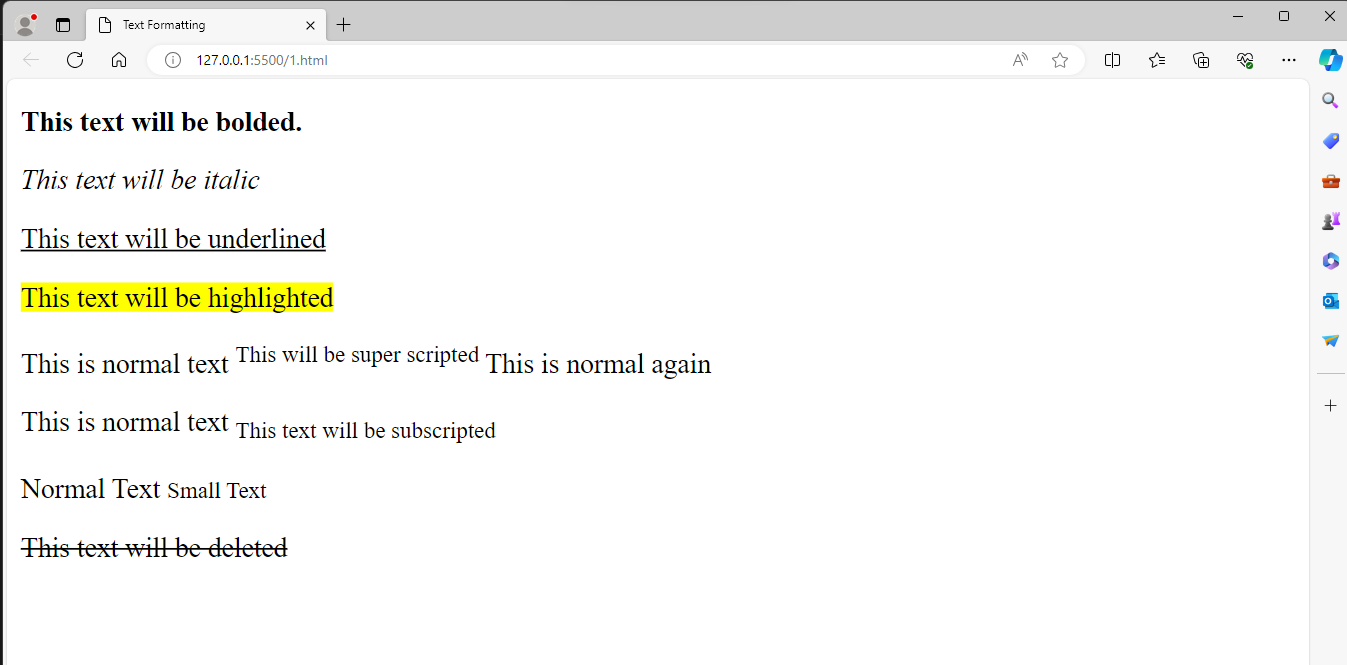 Text Formatting
127.0.0.1:5500/1.html
This text will be bolded.
This text will be italic
This text will be underlined
This text will be highlighted
This is normal text This will be super scripted This is normal again
This is normal text This text will be subscripted
Normal Text Small Text
This text will be deleted